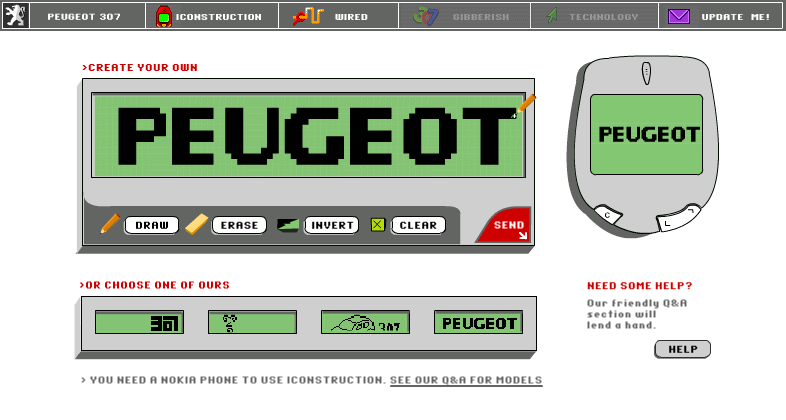 PEUGEOT 307
ICONSTRUCTION
WIRED
GIBBERISH
TECHNOLOGY
UPDATE ME!
>CREATE YOUR OWN
PEUGEOT
PEUGEOT
C
DRAW
ERASE
INVERT
CLEAR
SEND
>OR CHOOSE ONE OF OURS
307
307
PEUGEOT
NEED SOME HELP?
Our friendly Q&A
section will
lend a hand.
HELP
> YOU NEED A NOKIA PHONE TO USE ICONSTRUCTION. SEE OUR Q&A FOR MODELS